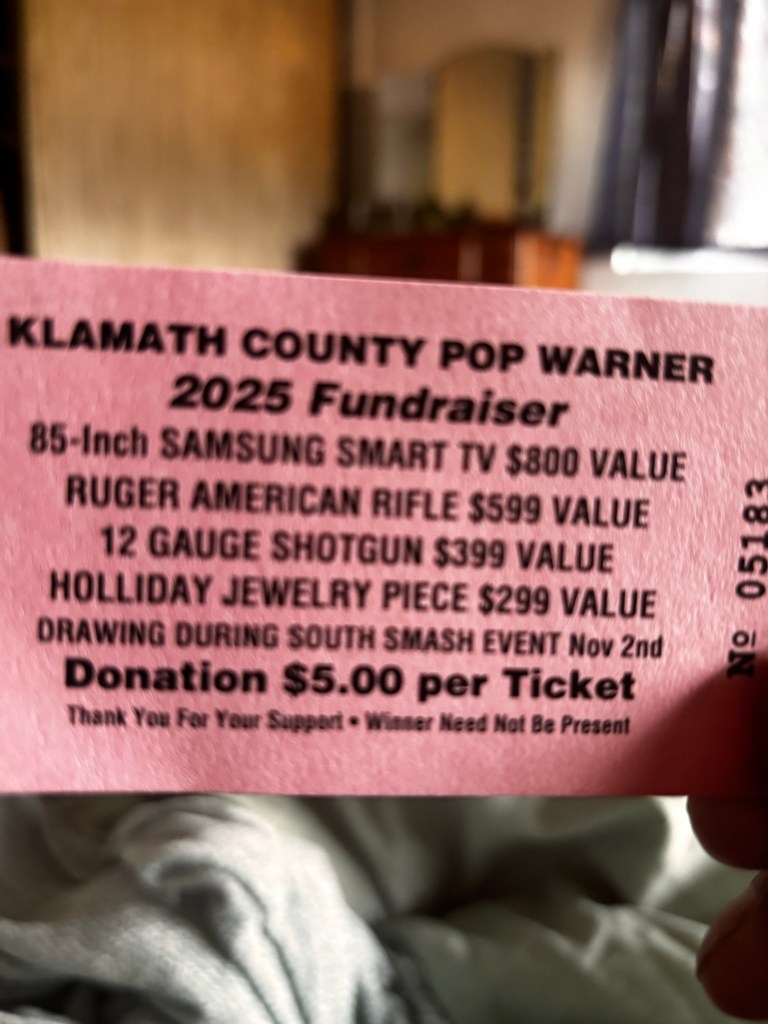 KLAMATH COUNTY POP WARNER
2025 Fundraiser
85-Inch SAMSUNG SMART TV $800 VALUE
RUGER AMERICAN RIFLE $599 VALUE
12 GAUGE SHOTGUN $399 VALUE
HOLLIDAY JEWELRY PIECE $299 VALUE
DRAWING DURING SOUTH SMASH EVENT Nov 2nd
Donation $5.00 per Ticket
Thank You For Your Support • Winner Need Not Be Present
Nº 05183